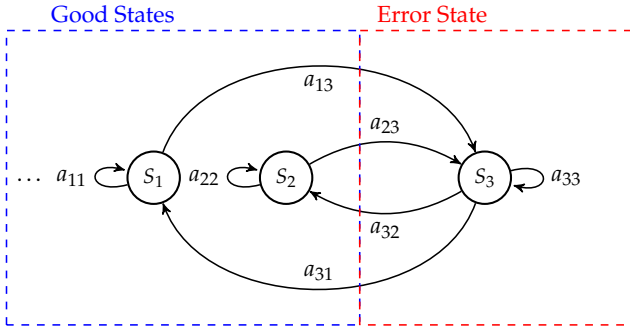 Good States Error State
a₁₃
a₂₃
… a₁₁ S₁ a₂₂ S₂ S₃ a₃₃
a₃₂
a₃₁